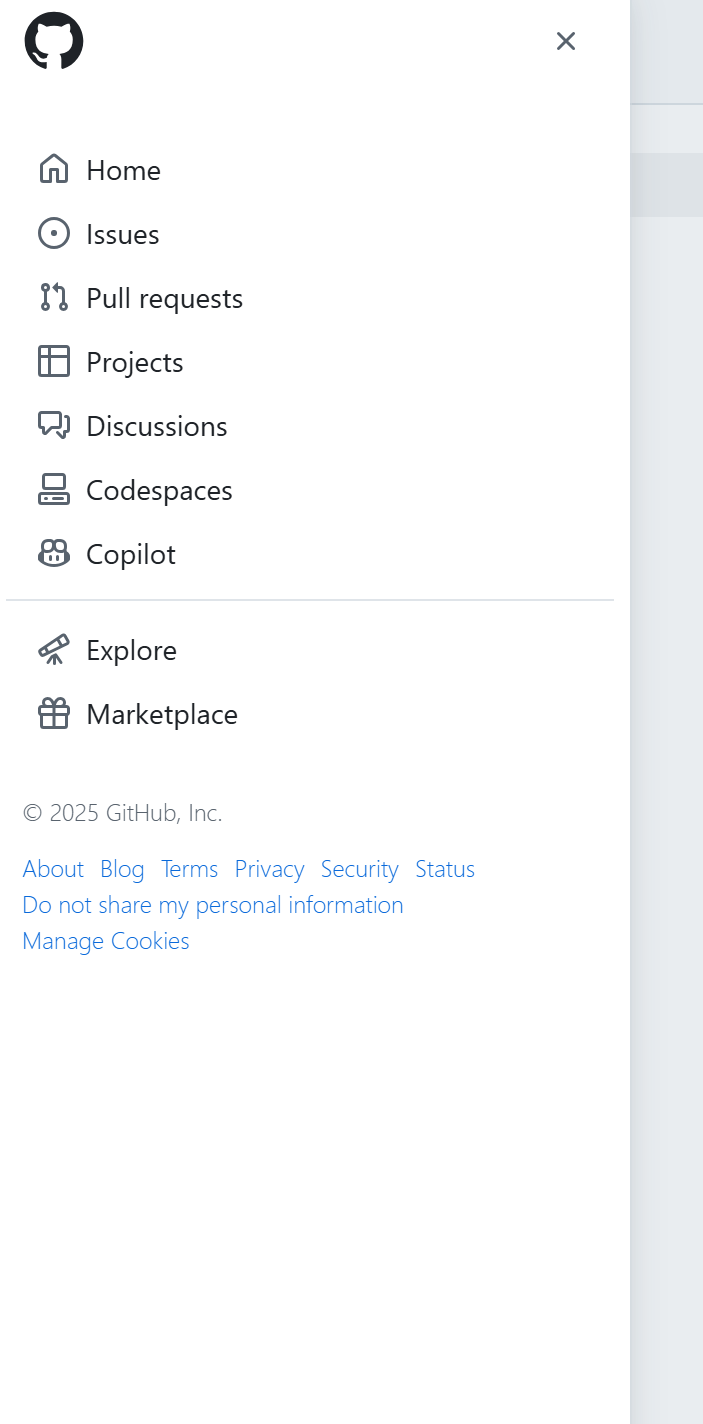 Home
Issues
Pull requests
Projects
Discussions
Codespaces
Copilot
Explore
Marketplace
© 2025 GitHub, Inc.
About Blog Terms Privacy Security Status
Do not share my personal information
Manage Cookies